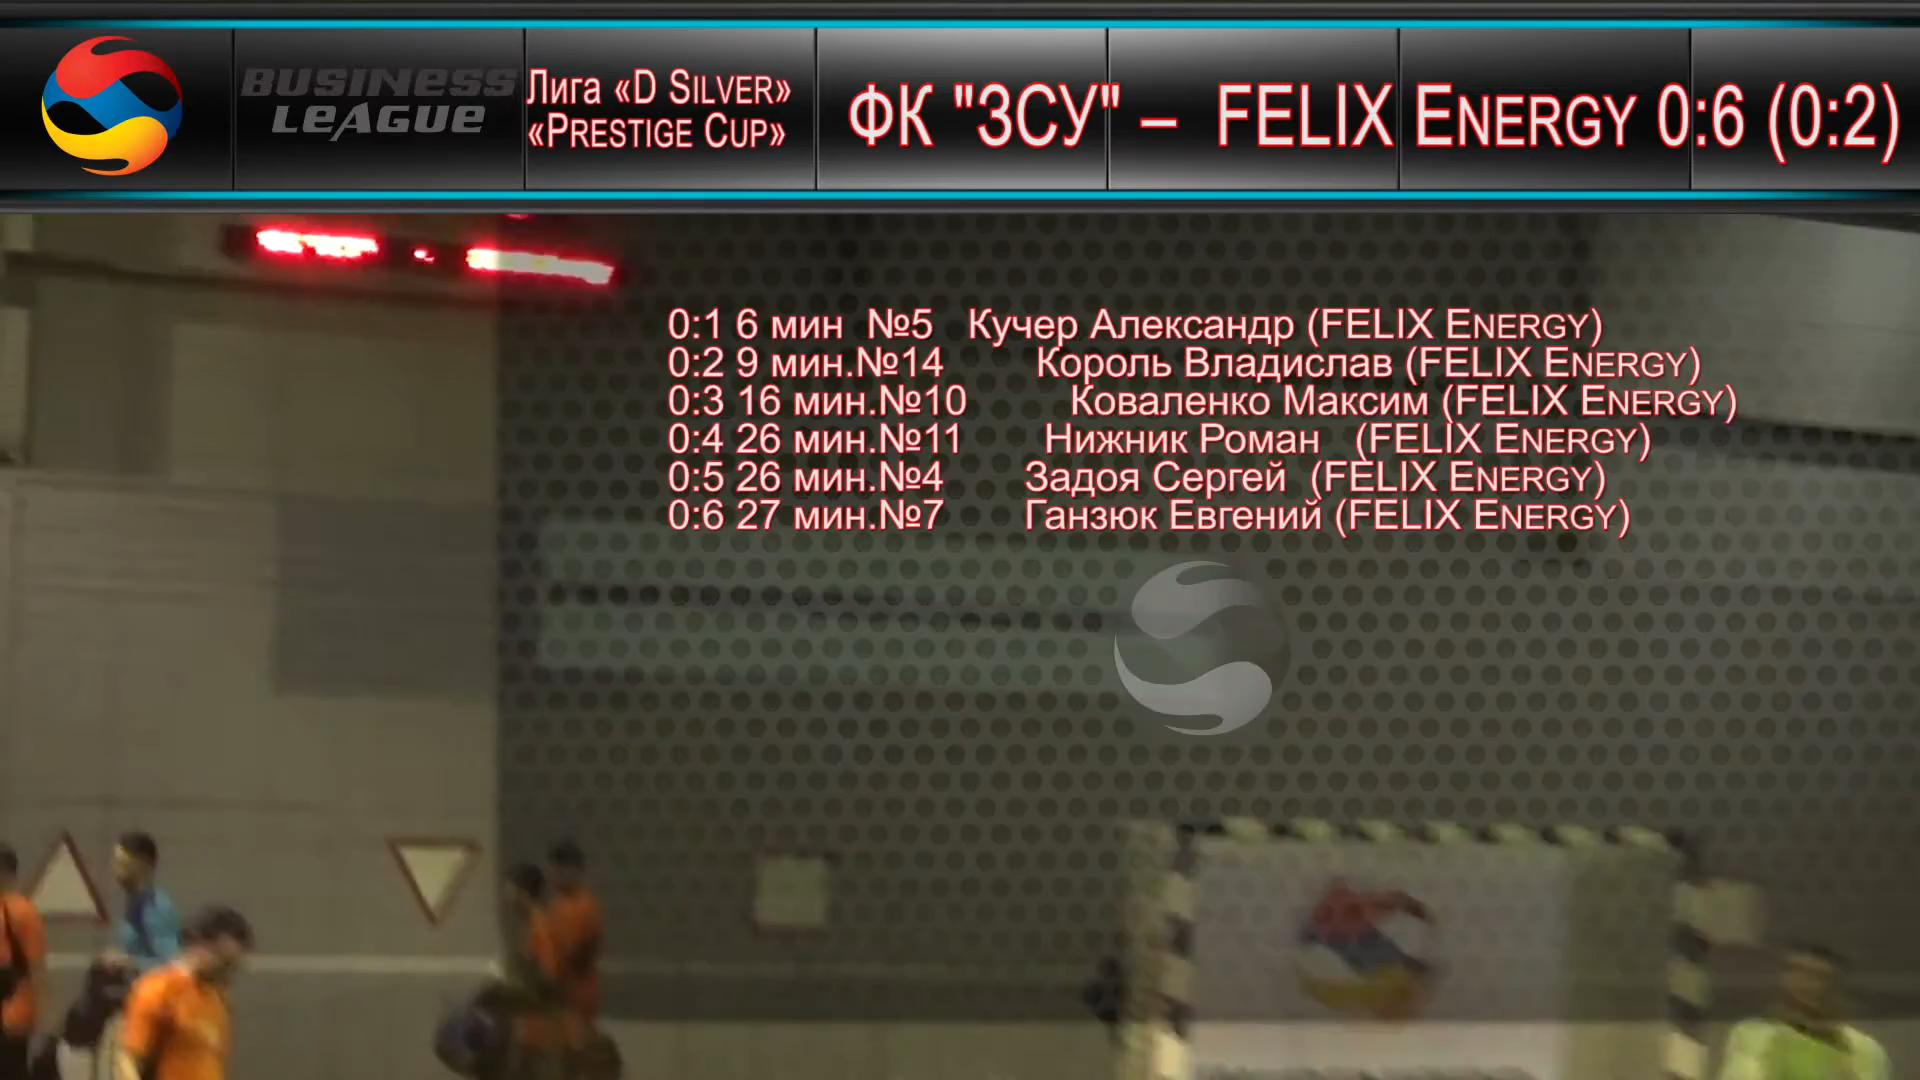 BUSINESS
LEAGUE
Лига «D Silver»
«Prestige Cup»
ФК "ЗСУ" – FELIX Energy 0:6 (0:2)
0:1 6 мин №5 Кучер Александр (FELIX Energy)
0:2 9 мин.№14 Король Владислав (FELIX Energy)
0:3 16 мин.№10 Коваленко Максим (FELIX Energy)
0:4 26 мин.№11 Нижник Роман (FELIX Energy)
0:5 26 мин.№4 Задоя Сергей (FELIX Energy)
0:6 27 мин.№7 Ганзюк Евгений (FELIX Energy)